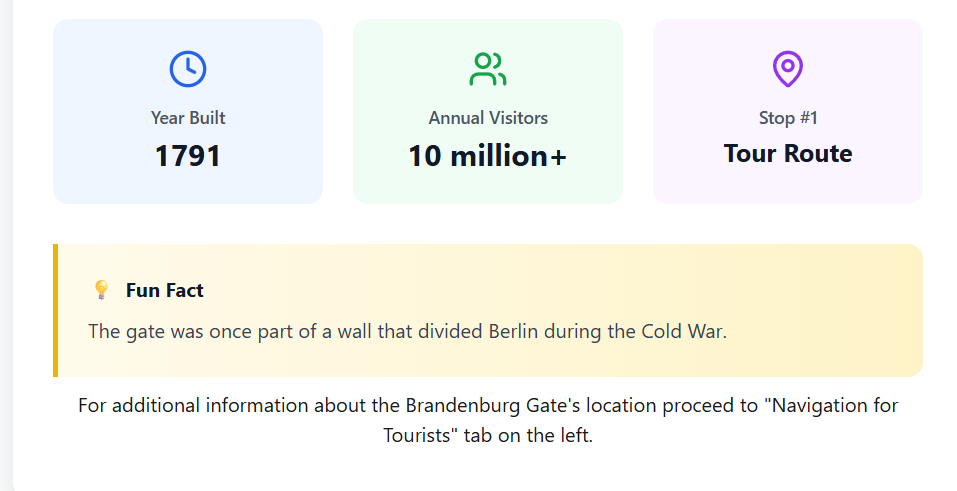 Year Built
1791
Annual Visitors
10 million+
Stop #1
Tour Route
Fun Fact
The gate was once part of a wall that divided Berlin during the Cold War.
For additional information about the Brandenburg Gate's location proceed to "Navigation for
Tourists" tab on the left.